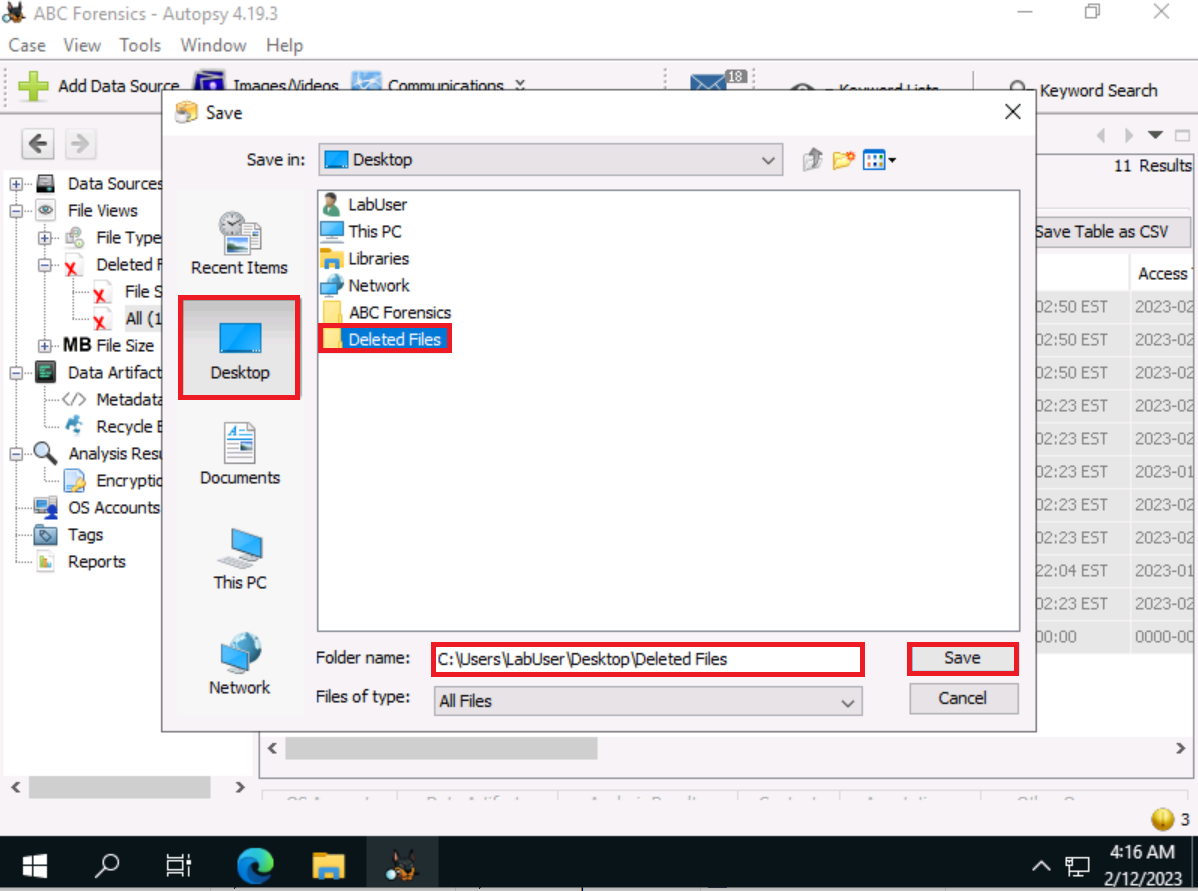 ABC Forensics - Autopsy 4.19.3
Case View Tools Window Help
Add Data Source Images/Videos Communications 18 Keyword Lists Keyword Search
Save
Save in: Desktop
11 Results
Save Table as CSV
Access
Data Sources
File Views
File Type
Deleted F
File S
All (1
MB File Size
Data Artifact
Metadata
Recycle B
Analysis Resu
Encryptio
OS Accounts
Tags
Reports
Recent Items
Desktop
Documents
This PC
Network
LabUser
This PC
Libraries
Network
ABC Forensics
Deleted Files
02:50 EST 2023-02
02:50 EST 2023-02
02:50 EST 2023-02
02:23 EST 2023-02
02:23 EST 2023-02
02:23 EST 2023-01
02:23 EST 2023-02
02:23 EST 2023-02
22:04 EST 2023-01
02:23 EST 2023-02
00:00 0000-00
Folder name: C:\Users\LabUser\Desktop\Deleted Files Save
Files of type: All Files Cancel
3
4:16 AM
2/12/2023